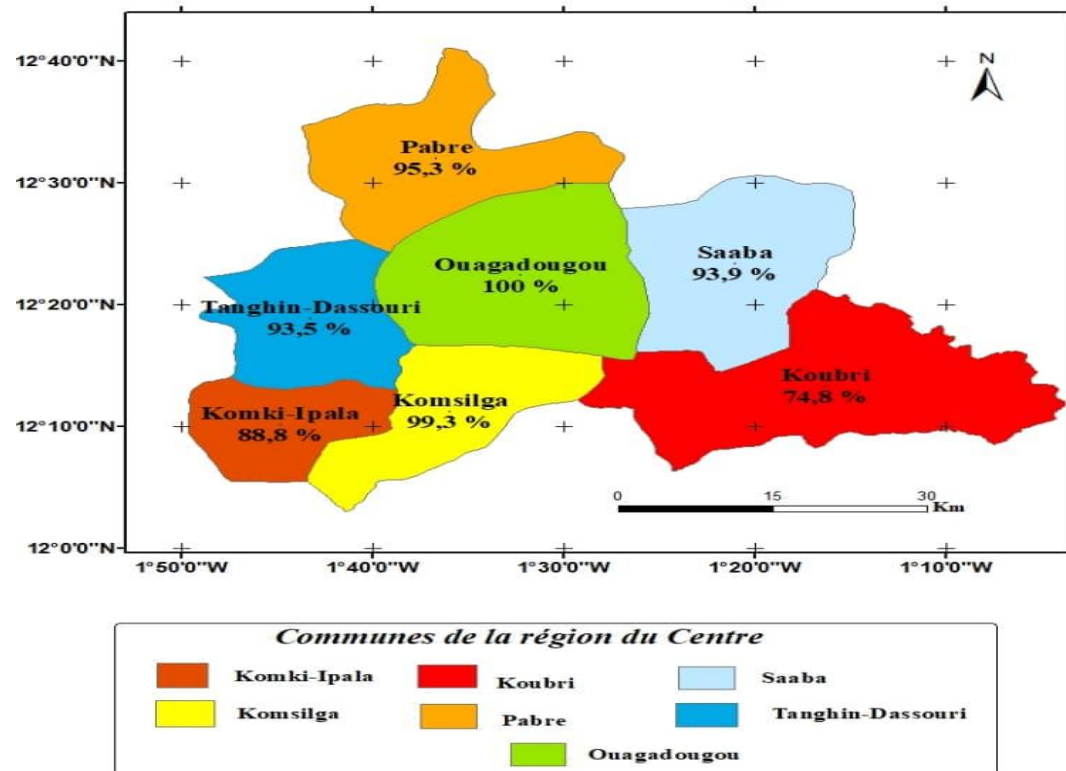 12°40'0"N
N
Pabre
95,3 %
12°30'0"N
Saaba
93,9 %
Ouagadougou
100 %
12°20'0"N
Tanghin-Dassouri
93,5 %
Koubri
74,8 %
Komki-Ipala
88,8 %
Komsilga
99,3 %
12°10'0"N
0 15 30
Km
12°0'0"N
1°50'0"W 1°40'0"W 1°30'0"W 1°20'0"W 1°10'0"W
Communes de la région du Centre
Komki-Ipala Koubri Saaba
Komsilga Pabre Tanghin-Dassouri
Ouagadougou